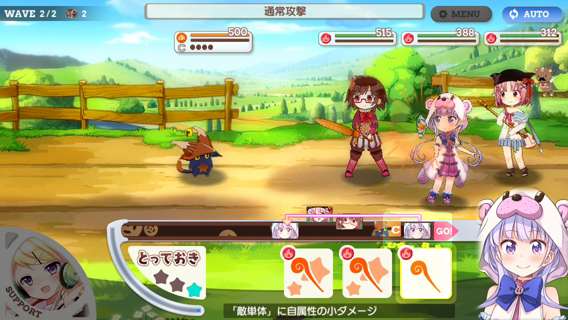 WAVE 2/2 2
通常攻撃
MENU
AUTO
500
C
515
388
312
C
GO!
とっておき
SUPPORT
「敵単体」に自属性の小ダメージ